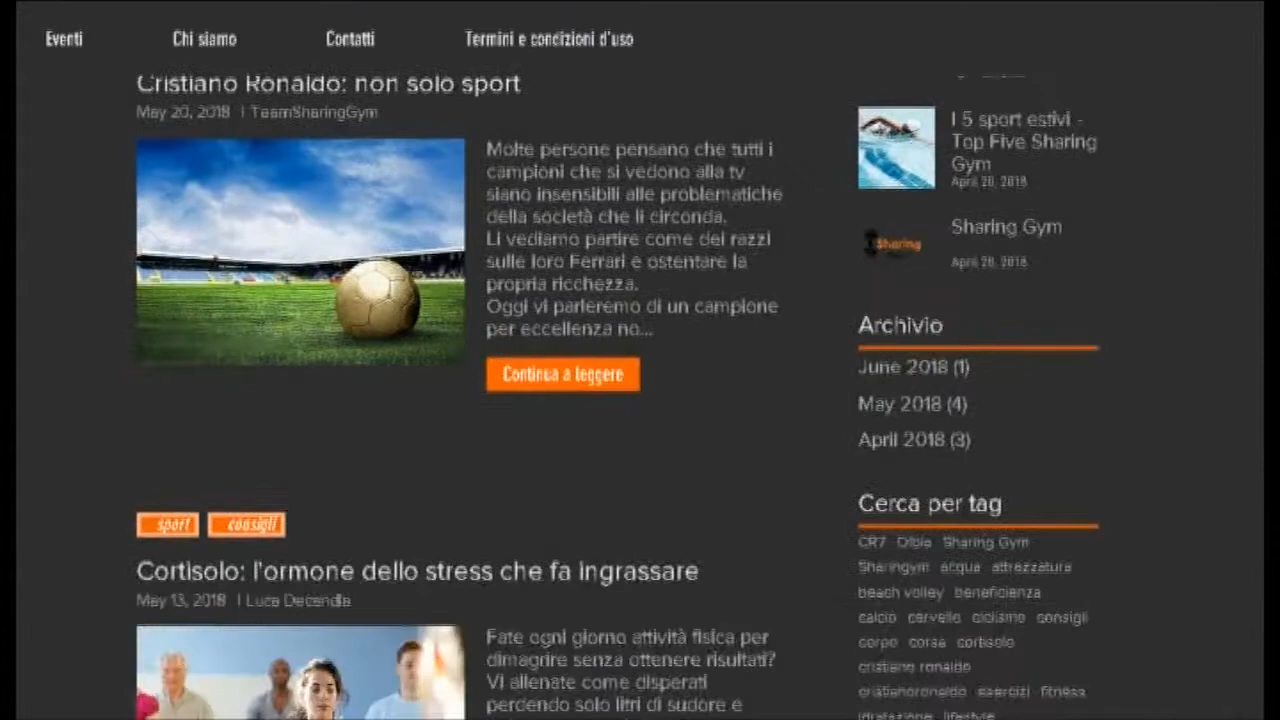 Eventi
Chi siamo
Contatti
Termini e condizioni d'uso
Cristiano Ronaldo: non solo sport
May 20, 2018 | TeamSharingGym
Molte persone pensano che tutti i
campioni che si vedono alla tv
siano insensibili alle problematiche
della società che li circonda.
Li vediamo partire come dei razzi
sulle loro Ferrari e ostentare la
propria ricchezza.
Oggi vi parleremo di un campione
per eccellenza no...
Continua a leggere
sport
consigli
Cortisolo: l'ormone dello stress che fa ingrassare
May 13, 2018 | Luca Decandia
Fate ogni giorno attività fisica per
dimagrire senza ottenere risultati?
Vi allenate come disperati
perdendo solo litri di sudore e
I 5 sport estivi -
Top Five Sharing
Gym
April 20, 2018
Sharing
Sharing Gym
April 20, 2018
Archivio
June 2018 (1)
May 2018 (4)
April 2018 (3)
Cerca per tag
CR7 Olbia Sharing Gym
Sharingym acqua attrezzatura
beach volley beneficienza
calcio cervello ciclismo consigli
corpo corsa cortisolo
cristiano ronaldo
cristianoronaldo esercizi fitness
idratazione lifestyle